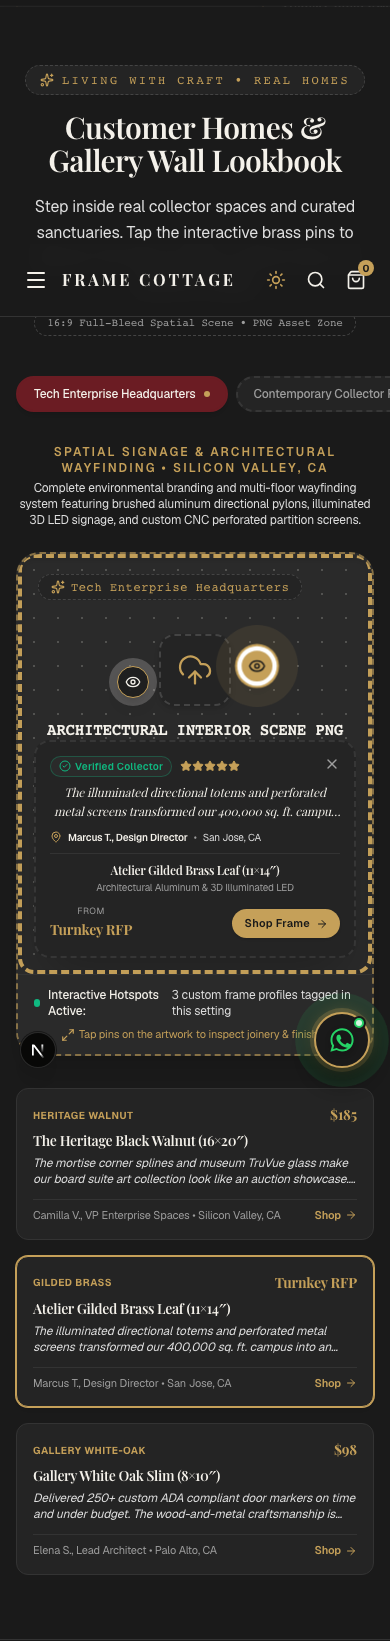 LIVING WITH CRAFT • REAL HOMES
Customer Homes &
Gallery Wall Lookbook
Step inside real collector spaces and curated
sanctuaries. Tap the interactive brass pins to
FRAME COTTAGE
0
16:9 Full-Bleed Spatial Scene • PNG Asset Zone
Tech Enterprise Headquarters
Contemporary Collector
SPATIAL SIGNAGE & ARCHITECTURAL
WAYFINDING • SILICON VALLEY, CA
Complete environmental branding and multi-floor wayfinding
system featuring brushed aluminum directional pylons, illuminated
3D LED signage, and custom CNC perforated partition screens.
Tech Enterprise Headquarters
ARCHITECTURAL INTERIOR SCENE PNG
Verified Collector
The illuminated directional totems and perforated
metal screens transformed our 400,000 sq. ft. campu...
Marcus T., Design Director • San Jose, CA
Atelier Gilded Brass Leaf (11×14″)
Architectural Aluminum & 3D Illuminated LED
FROM
Turnkey RFP
Shop Frame →
Interactive Hotspots
Active:
3 custom frame profiles tagged in
this setting
Tap pins on the artwork to inspect joinery &
N
HERITAGE WALNUT
$185
The Heritage Black Walnut (16×20″)
The mortise corner splines and museum TruVue glass make
our board suite art collection look like an auction showcase....
Camilla V., VP Enterprise Spaces • Silicon Valley, CA
Shop →
GILDED BRASS
Turnkey RFP
Atelier Gilded Brass Leaf (11×14″)
The illuminated directional totems and perforated metal
screens transformed our 400,000 sq. ft. campus into an...
Marcus T., Design Director • San Jose, CA
Shop →
GALLERY WHITE-OAK
$98
Gallery White Oak Slim (8×10″)
Delivered 250+ custom ADA compliant door markers on time
and under budget. The wood-and-metal craftsmanship is...
Elena S., Lead Architect • Palo Alto, CA
Shop →